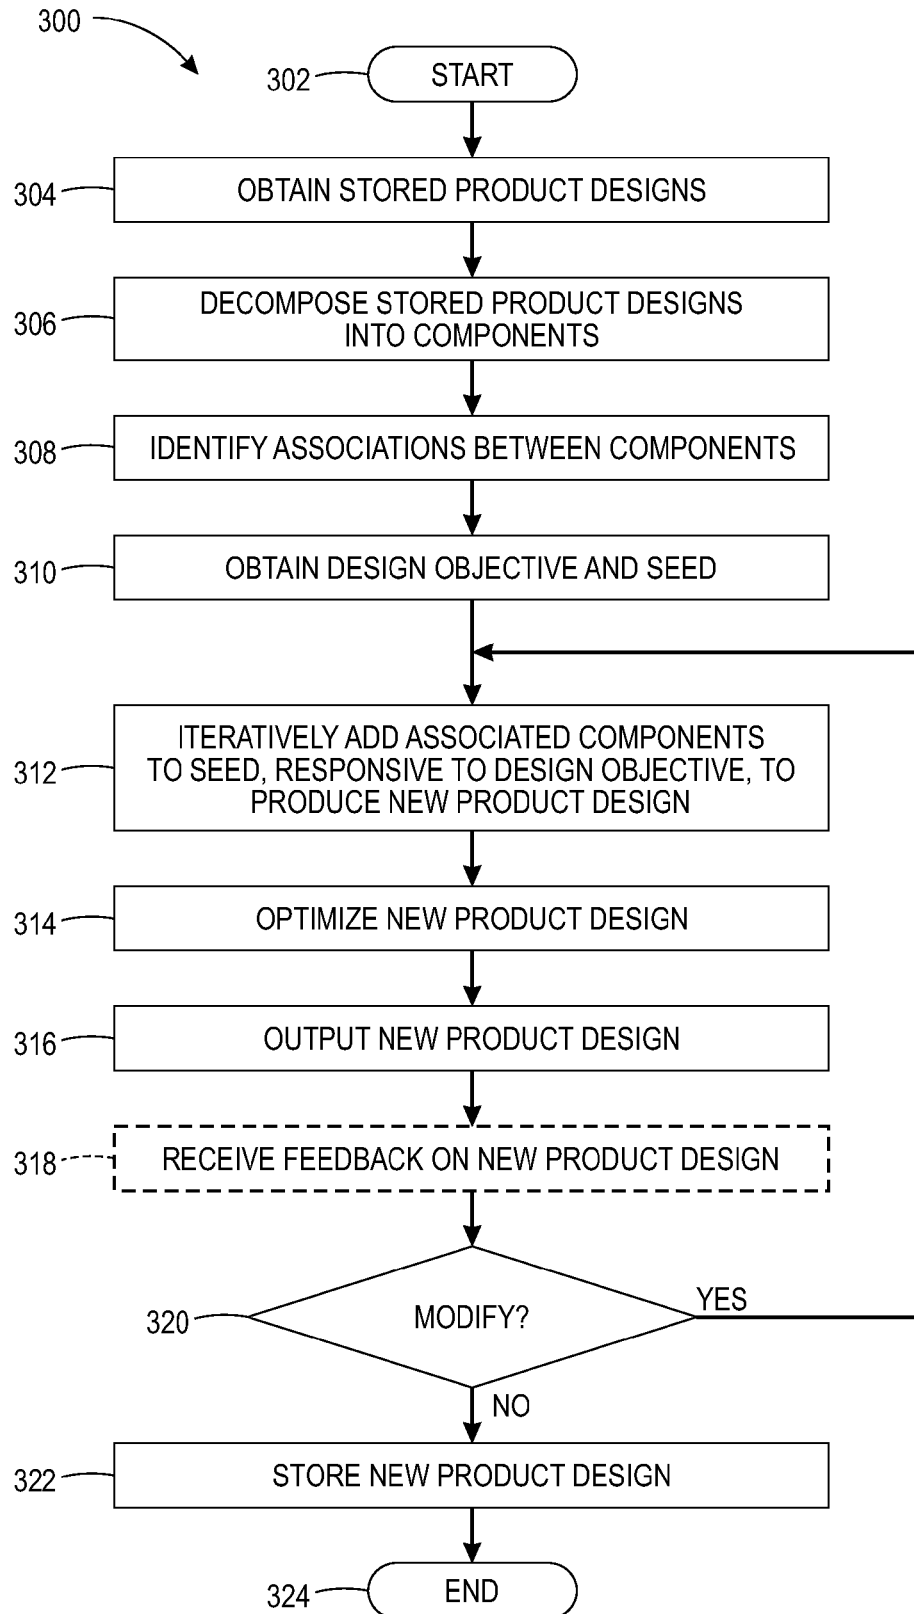 300
302
START
304
OBTAIN STORED PRODUCT DESIGNS
306
DECOMPOSE STORED PRODUCT DESIGNS
INTO COMPONENTS
308
IDENTIFY ASSOCIATIONS BETWEEN COMPONENTS
310
OBTAIN DESIGN OBJECTIVE AND SEED
312
ITERATIVELY ADD ASSOCIATED COMPONENTS
TO SEED, RESPONSIVE TO DESIGN OBJECTIVE, TO
PRODUCE NEW PRODUCT DESIGN
314
OPTIMIZE NEW PRODUCT DESIGN
316
OUTPUT NEW PRODUCT DESIGN
318
RECEIVE FEEDBACK ON NEW PRODUCT DESIGN
320
MODIFY?
YES
NO
322
STORE NEW PRODUCT DESIGN
324
END